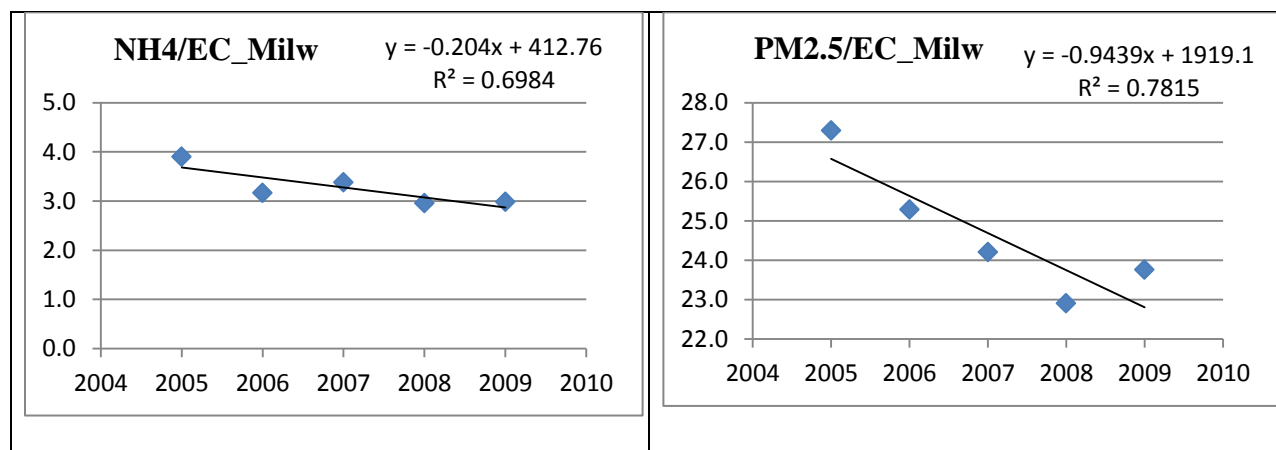 NH4/EC_Milw
y = -0.204x + 412.76
R² = 0.6984
5.0
4.0
3.0
2.0
1.0
0.0
2004 2005 2006 2007 2008 2009 2010
PM2.5/EC_Milw
y = -0.9439x + 1919.1
R² = 0.7815
28.0
27.0
26.0
25.0
24.0
23.0
22.0
2004 2005 2006 2007 2008 2009 2010